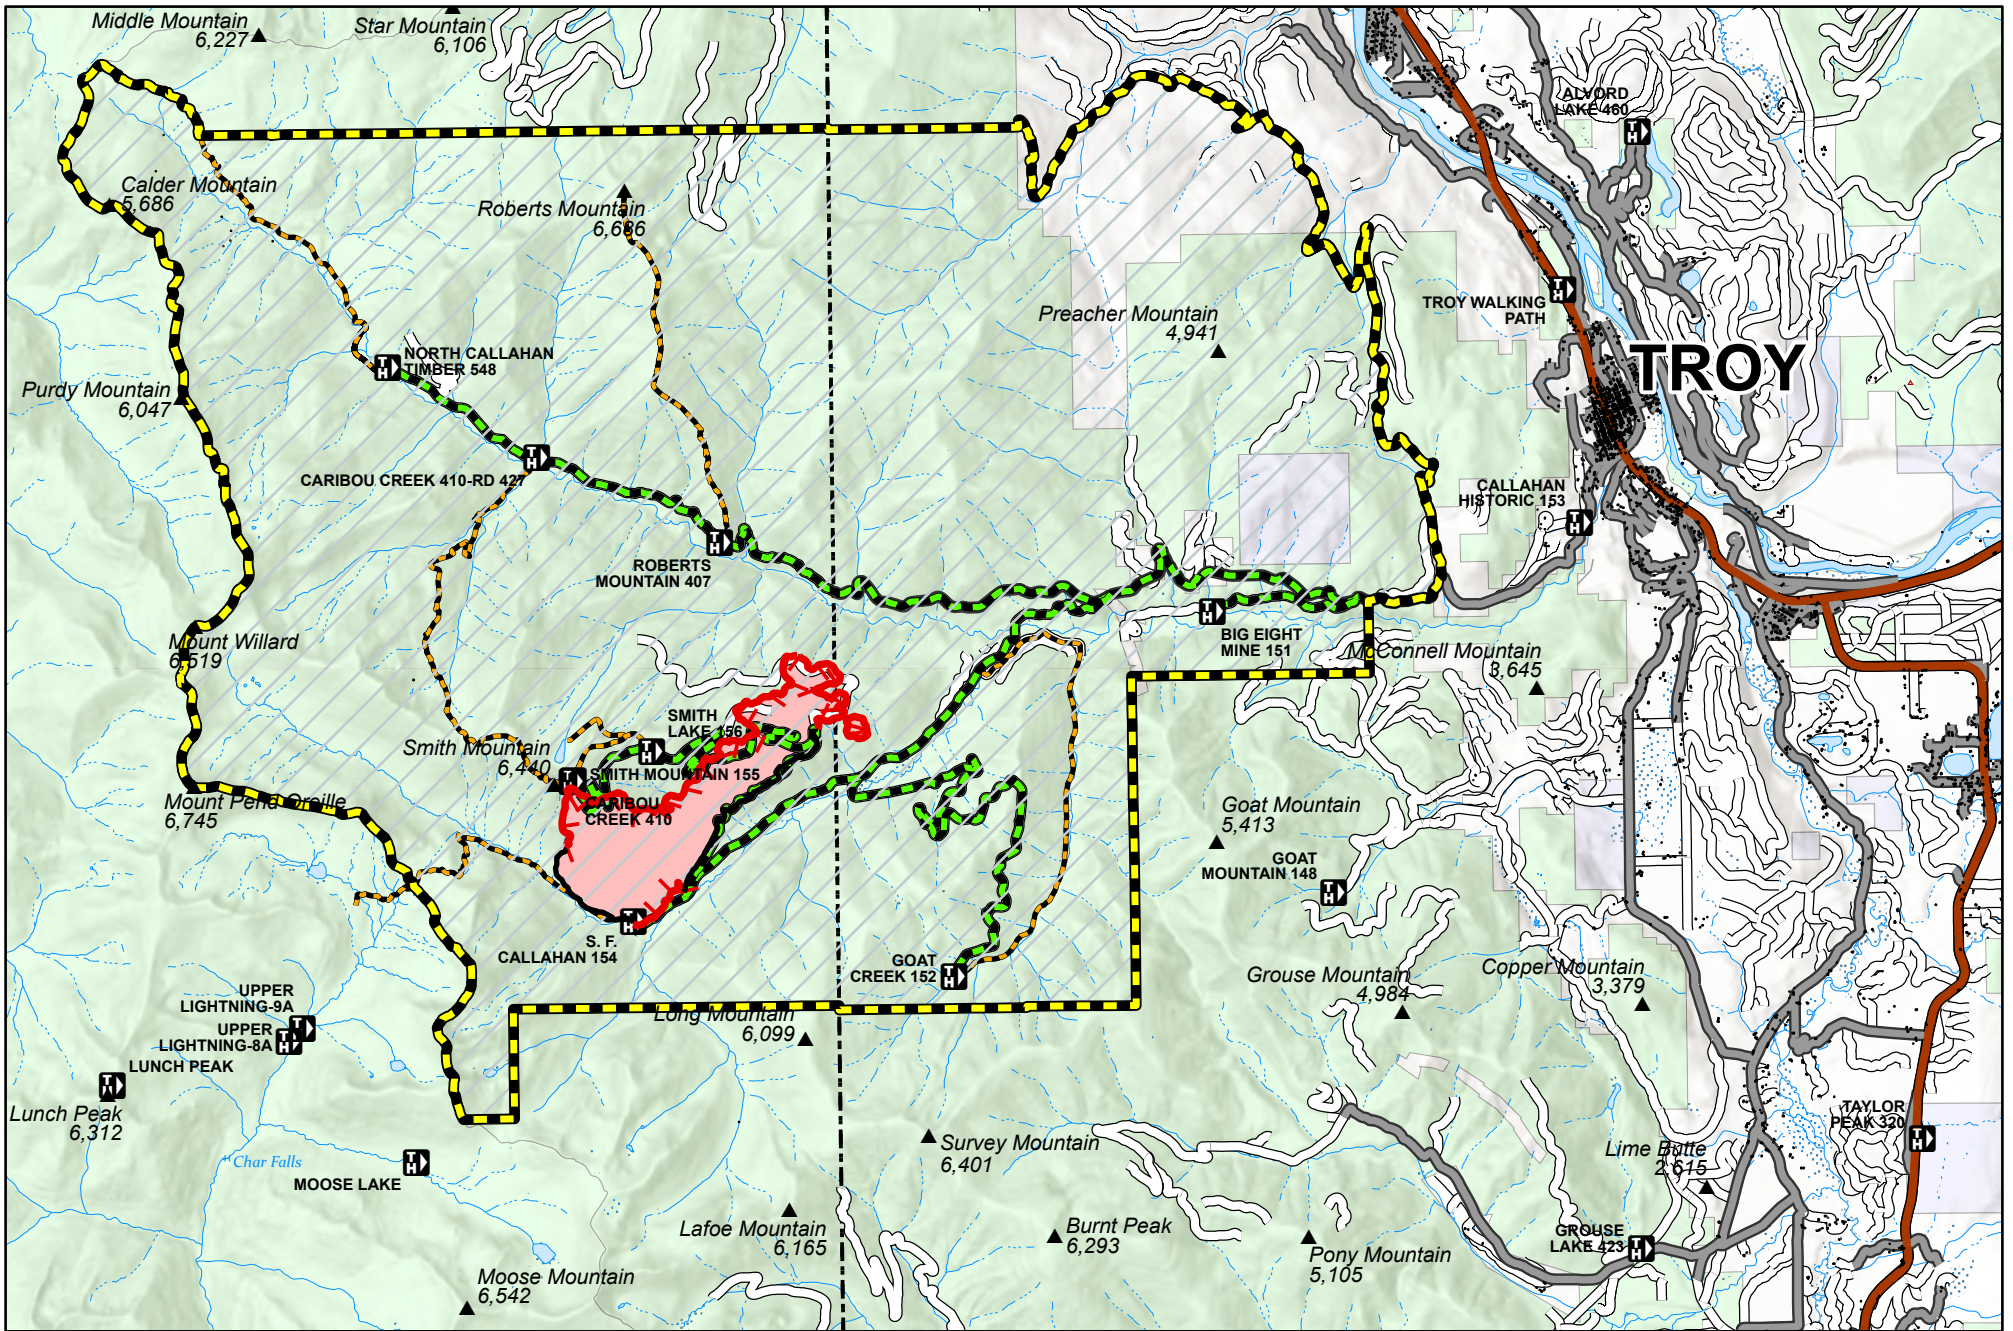 Middle Mountain
6,227
Star Mountain
6,106
ALVORD
LAKE 460
Calder Mountain
5,686
Roberts Mountain
6,686
TROY WALKING
PATH
Preacher Mountain
4,941
TROY
NORTH CALLAHAN
TIMBER 548
Purdy Mountain
6,047
CARIBOU CREEK 410-RD 427
CALLAHAN
HISTORIC 153
ROBERTS
MOUNTAIN 407
Mount Willard
6,519
BIG EIGHT
MINE 151
McConnell Mountain
3,645
SMITH
LAKE 156
Smith Mountain
6,440
SMITH MOUNTAIN 155
CARIBOU
CREEK 410
Mount Pend Oreille
6,745
Goat Mountain
5,413
GOAT
MOUNTAIN 148
S. F.
CALLAHAN 154
GOAT
CREEK 152
Grouse Mountain
4,984
Copper Mountain
3,379
UPPER
LIGHTNING-9A
UPPER
LIGHTNING-8A
Long Mountain
6,099
LUNCH PEAK
Lunch Peak
6,312
TAYLOR
PEAK 320
Survey Mountain
6,401
Lime Butte
2,615
Char Falls
MOOSE LAKE
Lafoe Mountain
6,165
Burnt Peak
6,293
Pony Mountain
5,105
GROUSE
LAKE 423
Moose Mountain
6,542